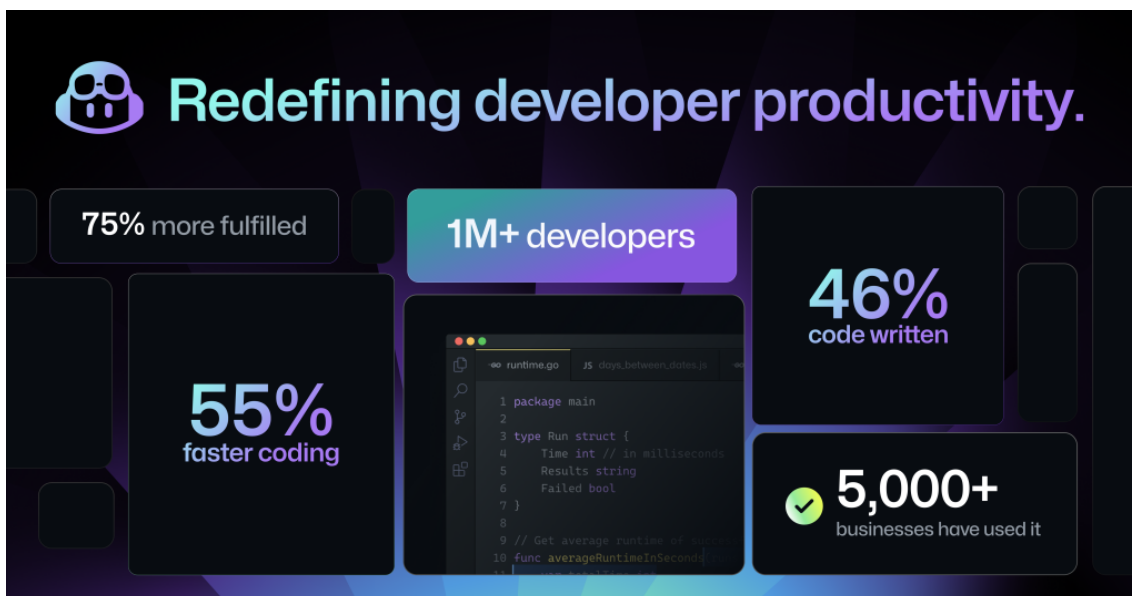 Redefining developer productivity.
75% more fulfilled
1M+ developers
46%
code written
55%
faster coding
runtime.go
JS days_between_dates.js
1 package main
2
3 type Run struct {
4 Time int // in milliseconds
5 Results string
6 Failed bool
7 }
8
9 // Get average runtime of
10 func averageRuntimeInSeconds
11
5,000+
businesses have used it